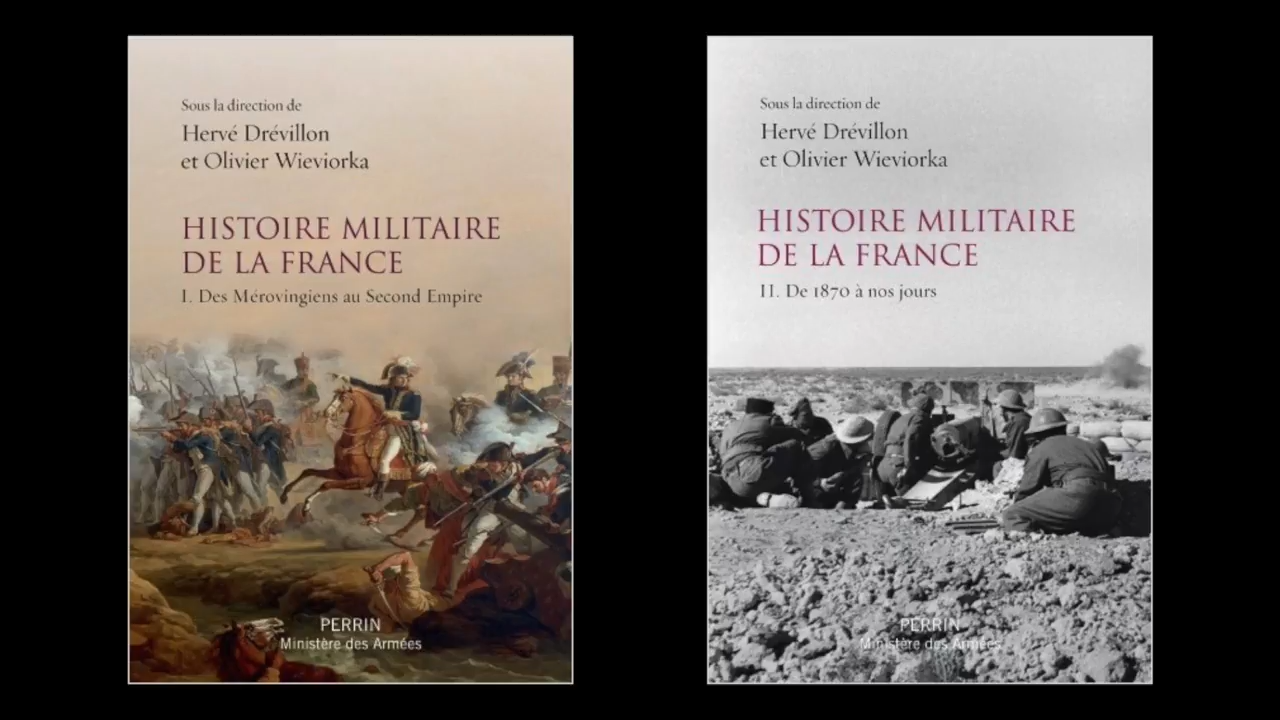 Sous la direction de
Hervé Drévillon
et Olivier Wieviorka
HISTOIRE MILITAIRE
DE LA FRANCE
I. Des Mérovingiens au Second Empire
PERRIN
Ministère des Armées
Sous la direction de
Hervé Drévillon
et Olivier Wieviorka
HISTOIRE MILITAIRE
DE LA FRANCE
II. De 1870 à nos jours
PERRIN
Ministère des Armées